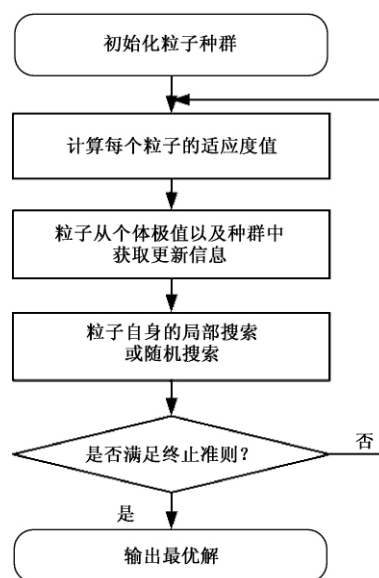 初始化粒子种群
计算每个粒子的适应度值
粒子从个体极值以及种群中
获取更新信息
粒子自身的局部搜索
或随机搜索
是否满足终止准则？
否
是
输出最优解